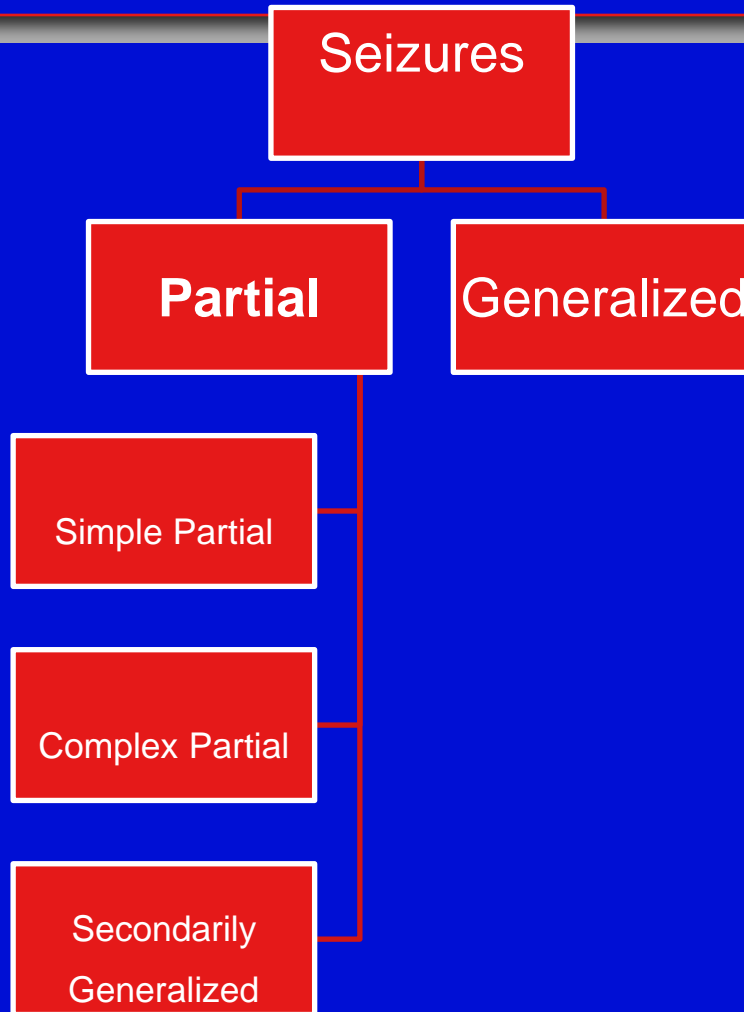 Seizures
Partial
Generalized
Simple Partial
Complex Partial
Secondarily
Generalized